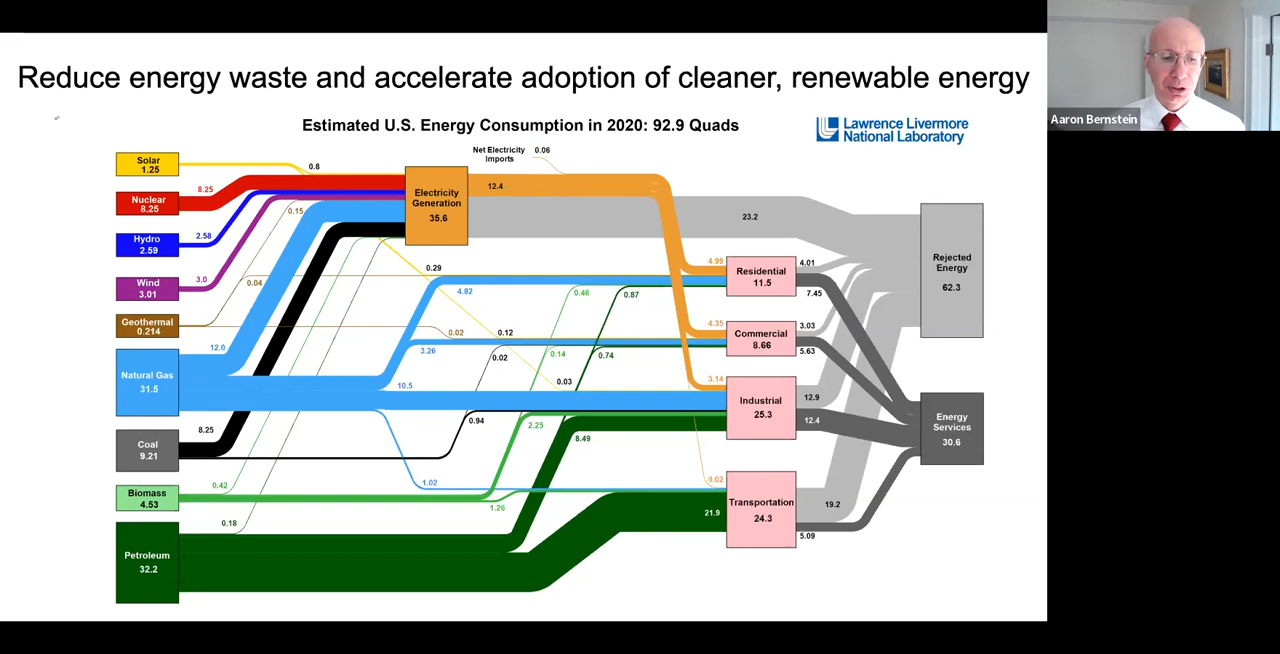 Reduce energy waste and accelerate adoption of cleaner, renewable energy
Aaron Bernstein
Estimated U.S. Energy Consumption in 2020: 92.9 Quads
Lawrence Livermore
National Laboratory
Net Electricity
Imports
0.06
Solar
1.25
0.8
Nuclear
8.25
8.25
Hydro
2.59
2.58
Wind
3.01
3.0
Geothermal
0.214
0.15
0.04
Natural Gas
31.5
12.0
Coal
9.21
8.25
Biomass
4.53
0.42
Petroleum
32.2
0.18
Electricity
Generation
35.6
12.4
23.2
0.29
4.82
0.46
0.87
0.02
0.12
3.26
0.02
0.14
0.74
0.03
10.5
0.94
2.25
8.49
1.02
1.26
4.99
Residential
11.5
4.01
7.45
4.35
Commercial
8.66
3.03
5.63
3.14
Industrial
25.3
12.9
12.4
0.02
21.9
Transportation
24.3
19.2
5.09
Rejected
Energy
62.3
Energy
Services
30.6